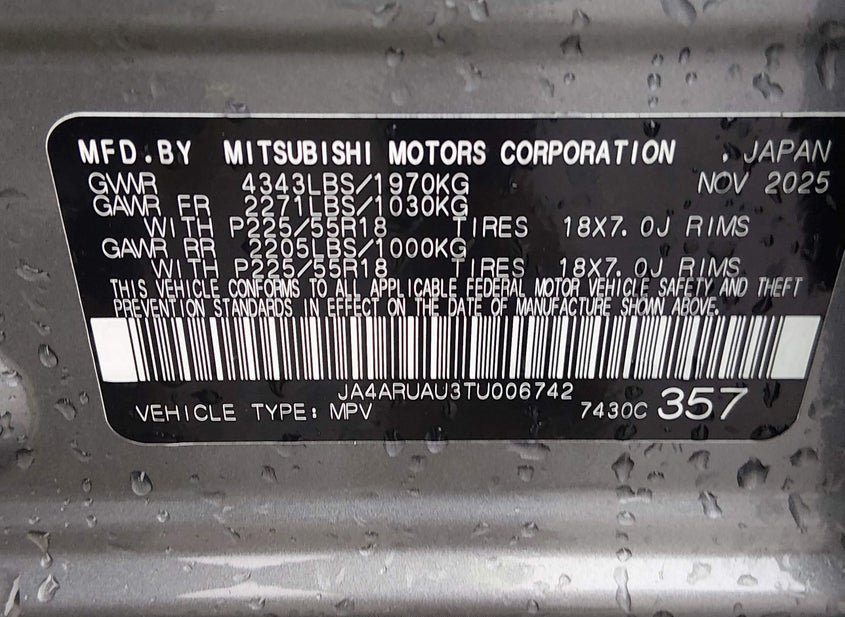 MFD.BY MITSUBISHI MOTORS CORPORATION , JAPAN
GVWR 4343LBS/1970KG NOV 2025
GAWR FR 2271LBS/1030KG
WITH P225/55R18 TIRES 18X7.0J RIMS
GAWR RR 2205LBS/1000KG
WITH P225/55R18 TIRES 18X7.0J RIMS
THIS VEHICLE CONFORMS TO ALL APPLICABLE FEDERAL MOTOR VEHICLE SAFETY AND THEFT
PREVENTION STANDARDS IN EFFECT ON THE DATE OF MANUFACTURE SHOWN ABOVE.
JA4ARUAU3TU006742
VEHICLE TYPE: MPV 7430C 357